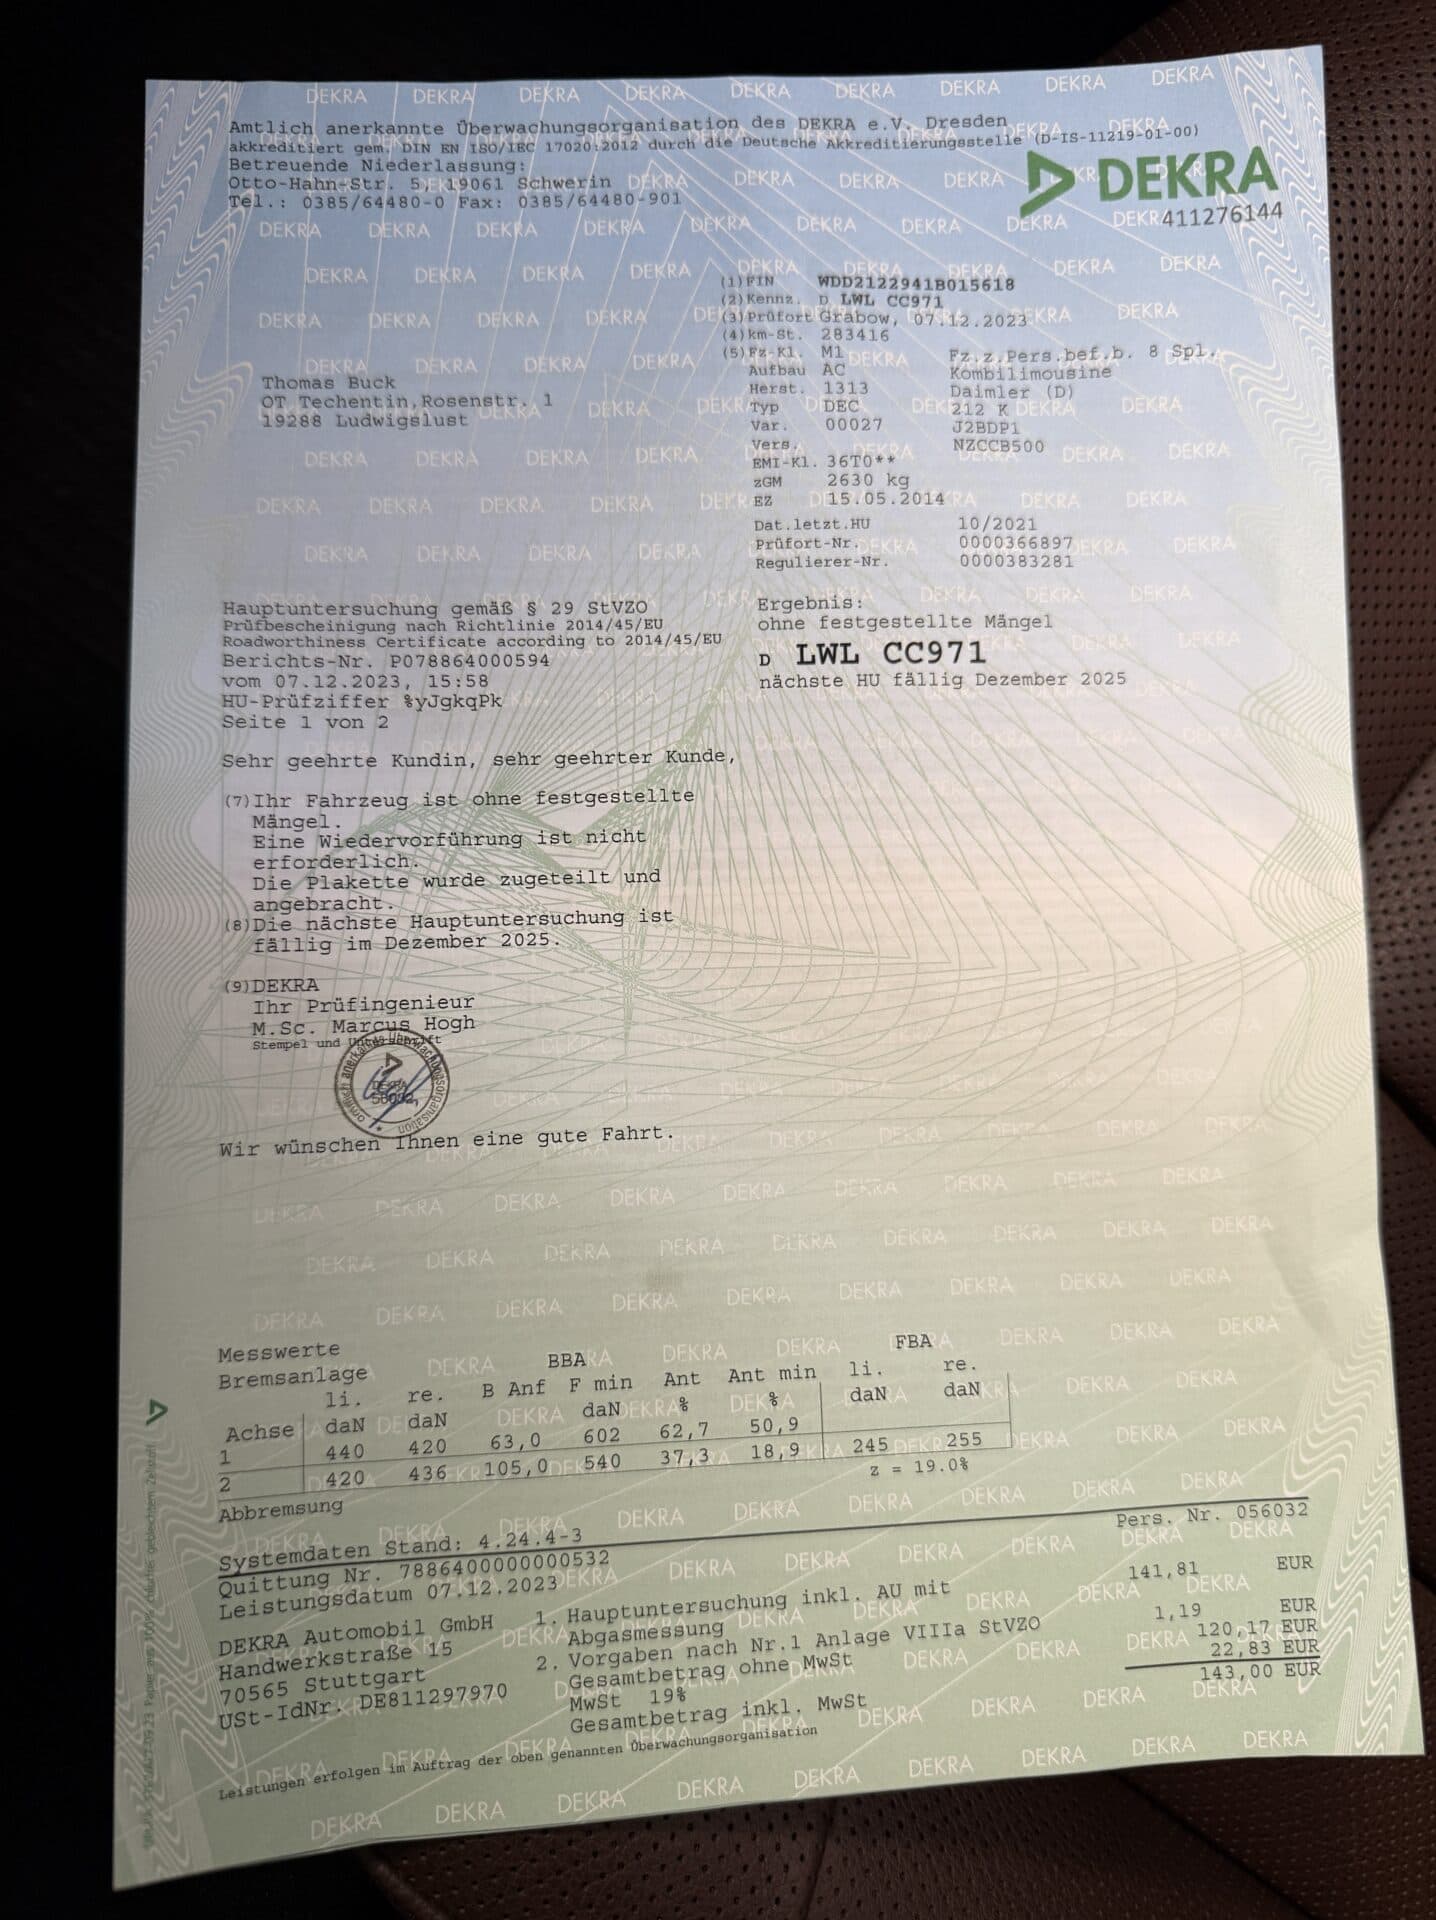 Amtlich anerkannte Überwachungsorganisation des DEKRA e.V. Dresden
akkreditiert gem. DIN EN ISO/IEC 17020:2012 durch die Deutsche Akkreditierungsstelle (D-IS-11219-01-00)
Betreuende Niederlassung:
Otto-Hahn-Str. 5, 19061 Schwerin
Tel.: 0385/64480-0 Fax: 0385/64480-901
DEKRA
411276144
(1)FIN WDD2122941B015618
(2)Kennz. D LWL CC971
(3)Prüfort Grabow, 07.12.2023
(4)km-St. 283416
(5)Fz-Kl. M1 Fz.z.Pers.bef.b. 8 Spl.
Aufbau AC Kombilimousine
Herst. 1313 Daimler (D)
Typ DEC 212 K
Var. 00027 J2BDP1
Vers. NZCCB500
EMI-Kl. 36T0**
zGM 2630 kg
EZ 15.05.2014
Dat.letzt.HU 10/2021
Prüfort-Nr. 0000366897
Regulierer-Nr. 0000383281
Thomas Buck
OT Techentin,Rosenstr. 1
19288 Ludwigslust
Hauptuntersuchung gemäß § 29 StVZO
Prüfbescheinigung nach Richtlinie 2014/45/EU
Roadworthiness Certificate according to 2014/45/EU
Berichts-Nr. P078864000594
vom 07.12.2023, 15:58
HU-Prüfziffer %yJgkqPk
Seite 1 von 2
Ergebnis:
ohne festgestellte Mängel
D LWL CC971
nächste HU fällig Dezember 2025
Sehr geehrte Kundin, sehr geehrter Kunde,
(7)Ihr Fahrzeug ist ohne festgestellte
Mängel.
Eine Wiedervorführung ist nicht
erforderlich.
Die Plakette wurde zugeteilt und
angebracht.
(8)Die nächste Hauptuntersuchung ist
fällig im Dezember 2025.
(9)DEKRA
Ihr Prüfingenieur
M.Sc. Marcus Hogh
Stempel und Unterschrift
Wir wünschen Ihnen eine gute Fahrt.
Messwerte
Bremsanlage BBA FBA
li. re. B Anf F min Ant Ant min li. re.
Achse daN daN daN % % daN daN
1 440 420 63,0 602 62,7 50,9
2 420 436 105,0 540 37,3 18,9 245 255
Abbremsung z = 19.0%
Systemdaten Stand: 4.24.4-3 Pers. Nr. 056032
Quittung Nr. 7886400000000532
Leistungsdatum 07.12.2023
DEKRA Automobil GmbH
Handwerkstraße 15
70565 Stuttgart
USt-IdNr. DE811297970
1. Hauptuntersuchung inkl. AU mit 141,81 EUR
Abgasmessung
2. Vorgaben nach Nr.1 Anlage VIIIa StVZO 1,19 EUR
Gesamtbetrag ohne MwSt 120,17 EUR
MwSt 19% 22,83 EUR
Gesamtbetrag inkl. MwSt 143,00 EUR
Leistungen erfolgen im Auftrag der oben genannten Überwachungsorganisation